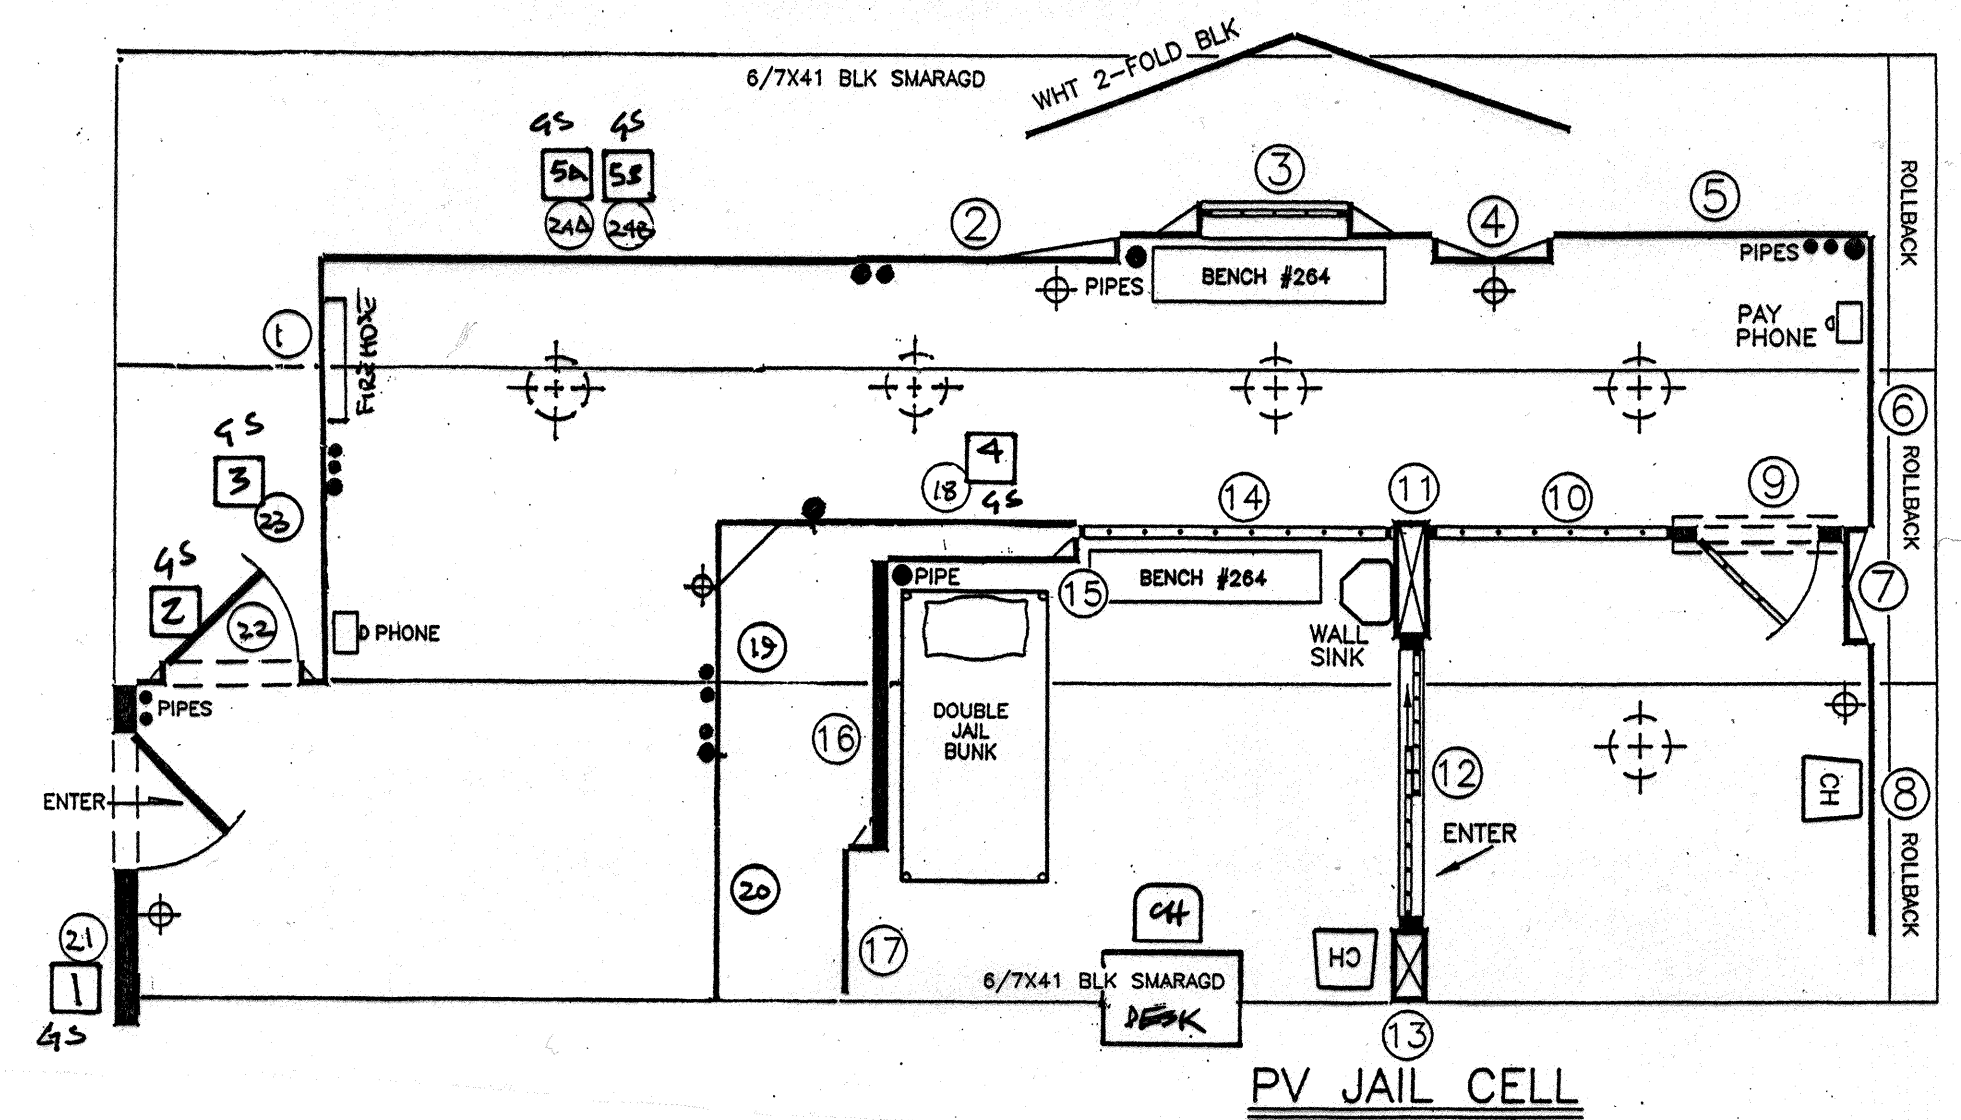 6/7X41 BLK SMARAGD
WHT 2-FOLD BLK
GS
GS
5A
5B
24A
24B
2
3
4
5
ROLLBACK
PIPES
PIPES
BENCH #264
PAY
PHONE
1
FIRE HOSE
6
ROLLBACK
GS
3
23
4
18
GS
14
11
10
9
GS
2
22
D PHONE
PIPE
15
BENCH #264
7
WALL
SINK
19
PIPES
16
DOUBLE
JAIL
BUNK
12
CH
8
ROLLBACK
ENTER
ENTER
20
21
1
GS
17
CH
CH
6/7X41 BLK SMARAGD
DESK
13
PV JAIL CELL